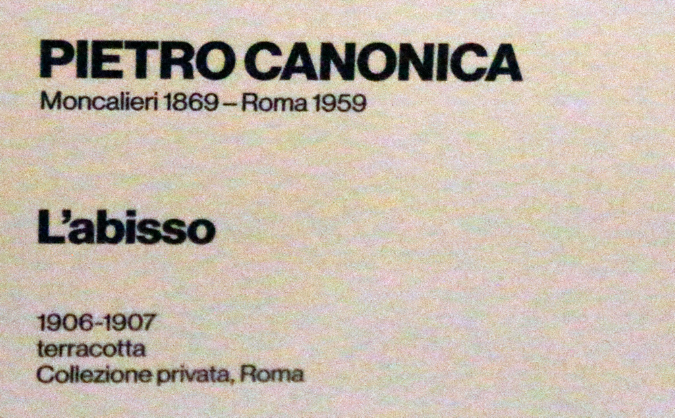 PIETRO CANONICA
Moncalieri 1869 – Roma 1959
L'abisso
1906-1907
terracotta
Collezione privata, Roma